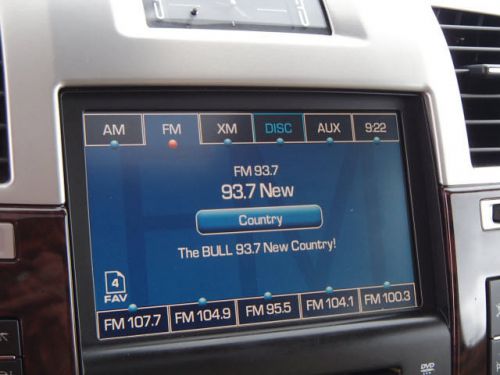 AM FM XM DISC AUX 9:22
FM 93.7
93.7 New
Country
The BULL 93.7 New Country!
4
FAV
FM 107.7 FM 104.9 FM 95.5 FM 104.1 FM 100.3
DVD